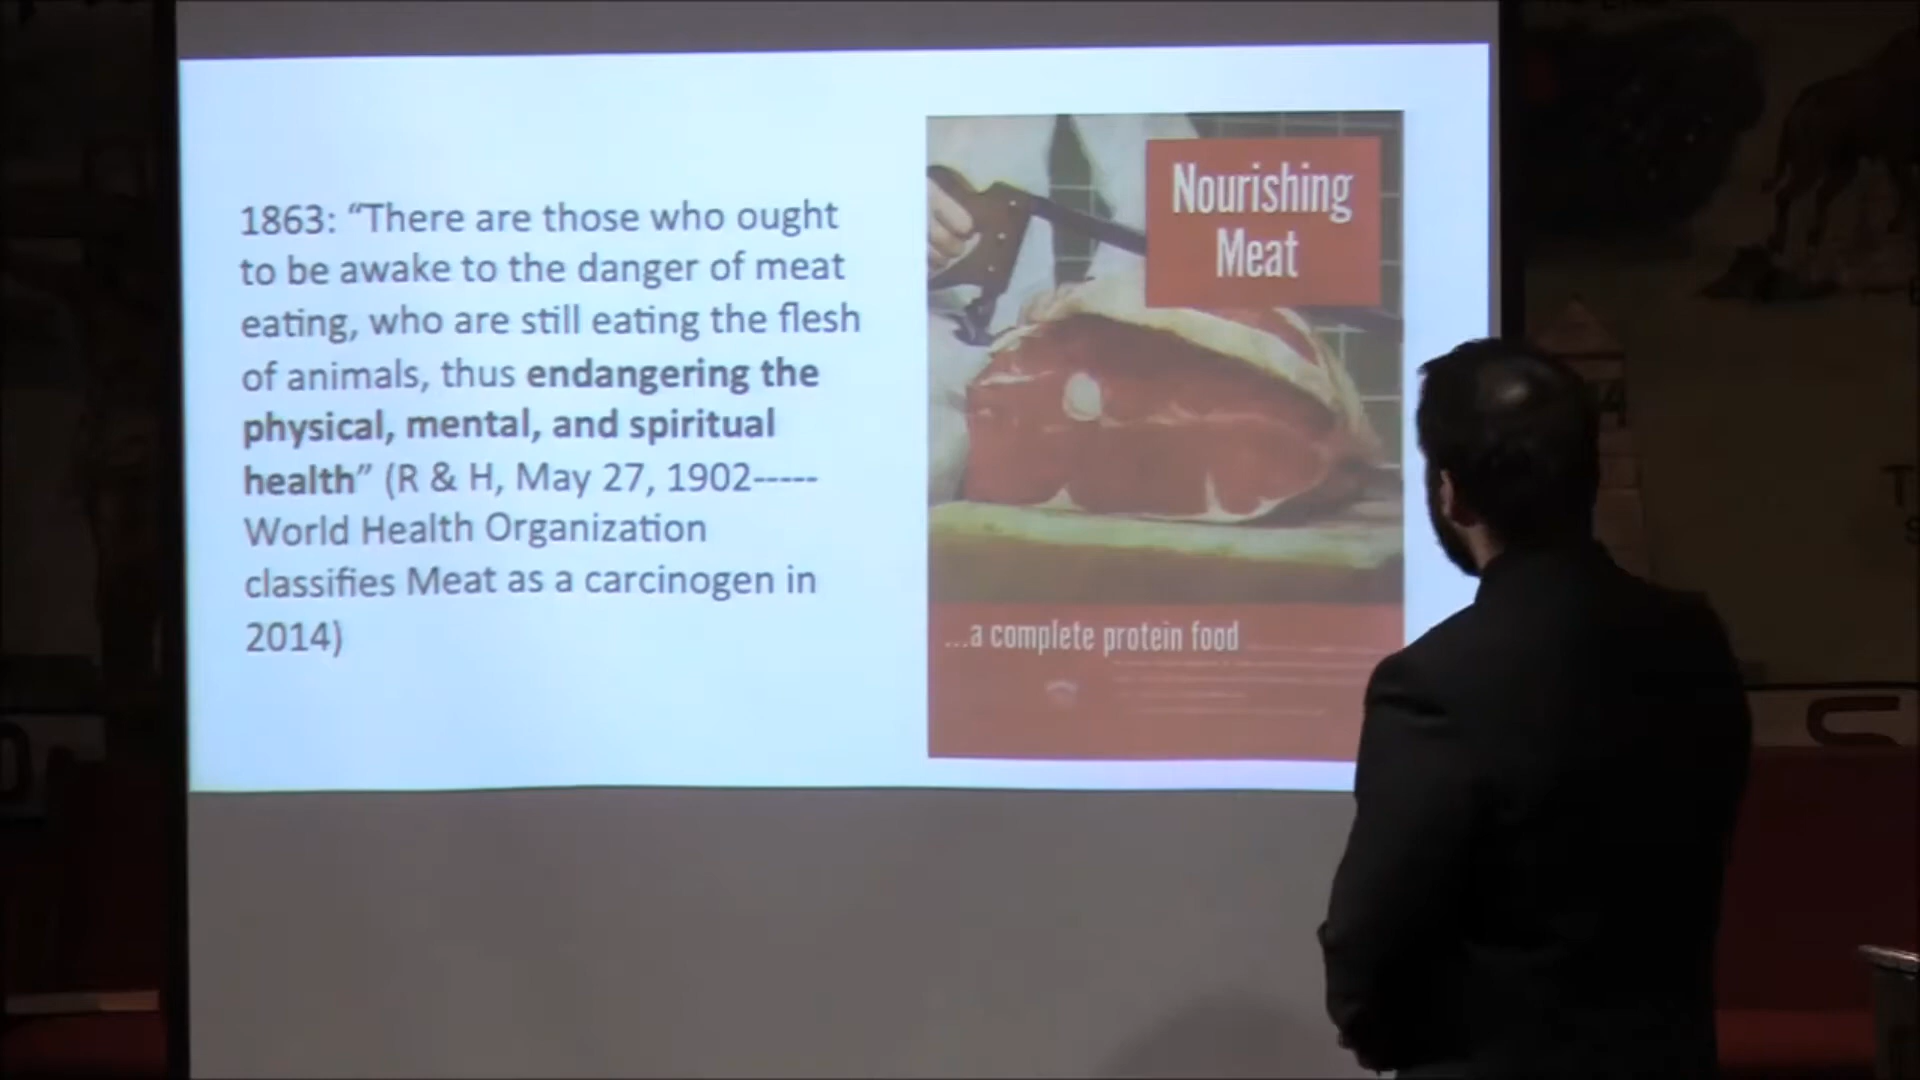 1863: “There are those who ought
to be awake to the danger of meat
eating, who are still eating the flesh
of animals, thus endangering the
physical, mental, and spiritual
health” (R & H, May 27, 1902-----
World Health Organization
classifies Meat as a carcinogen in
2014)
Nourishing
Meat
...a complete protein food